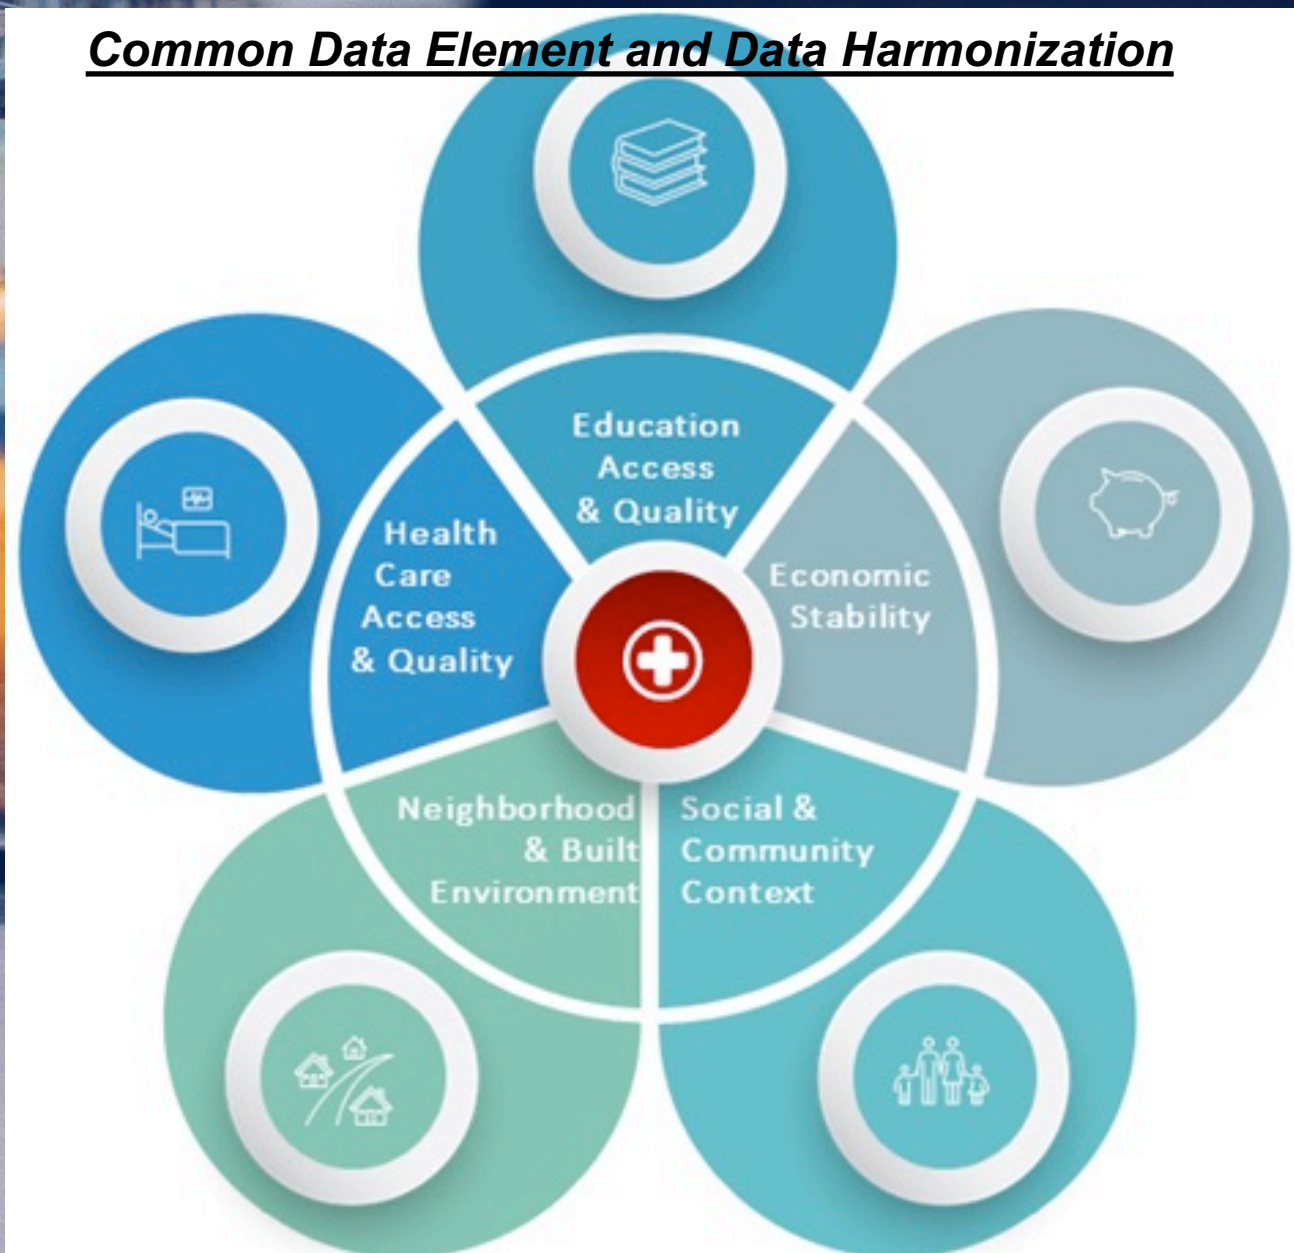 Common Data Element and Data Harmonization
Education
Access
& Quality
Health
Care
Access
& Quality
Economic
Stability
Neighborhood
& Built
Environment
Social &
Community
Context